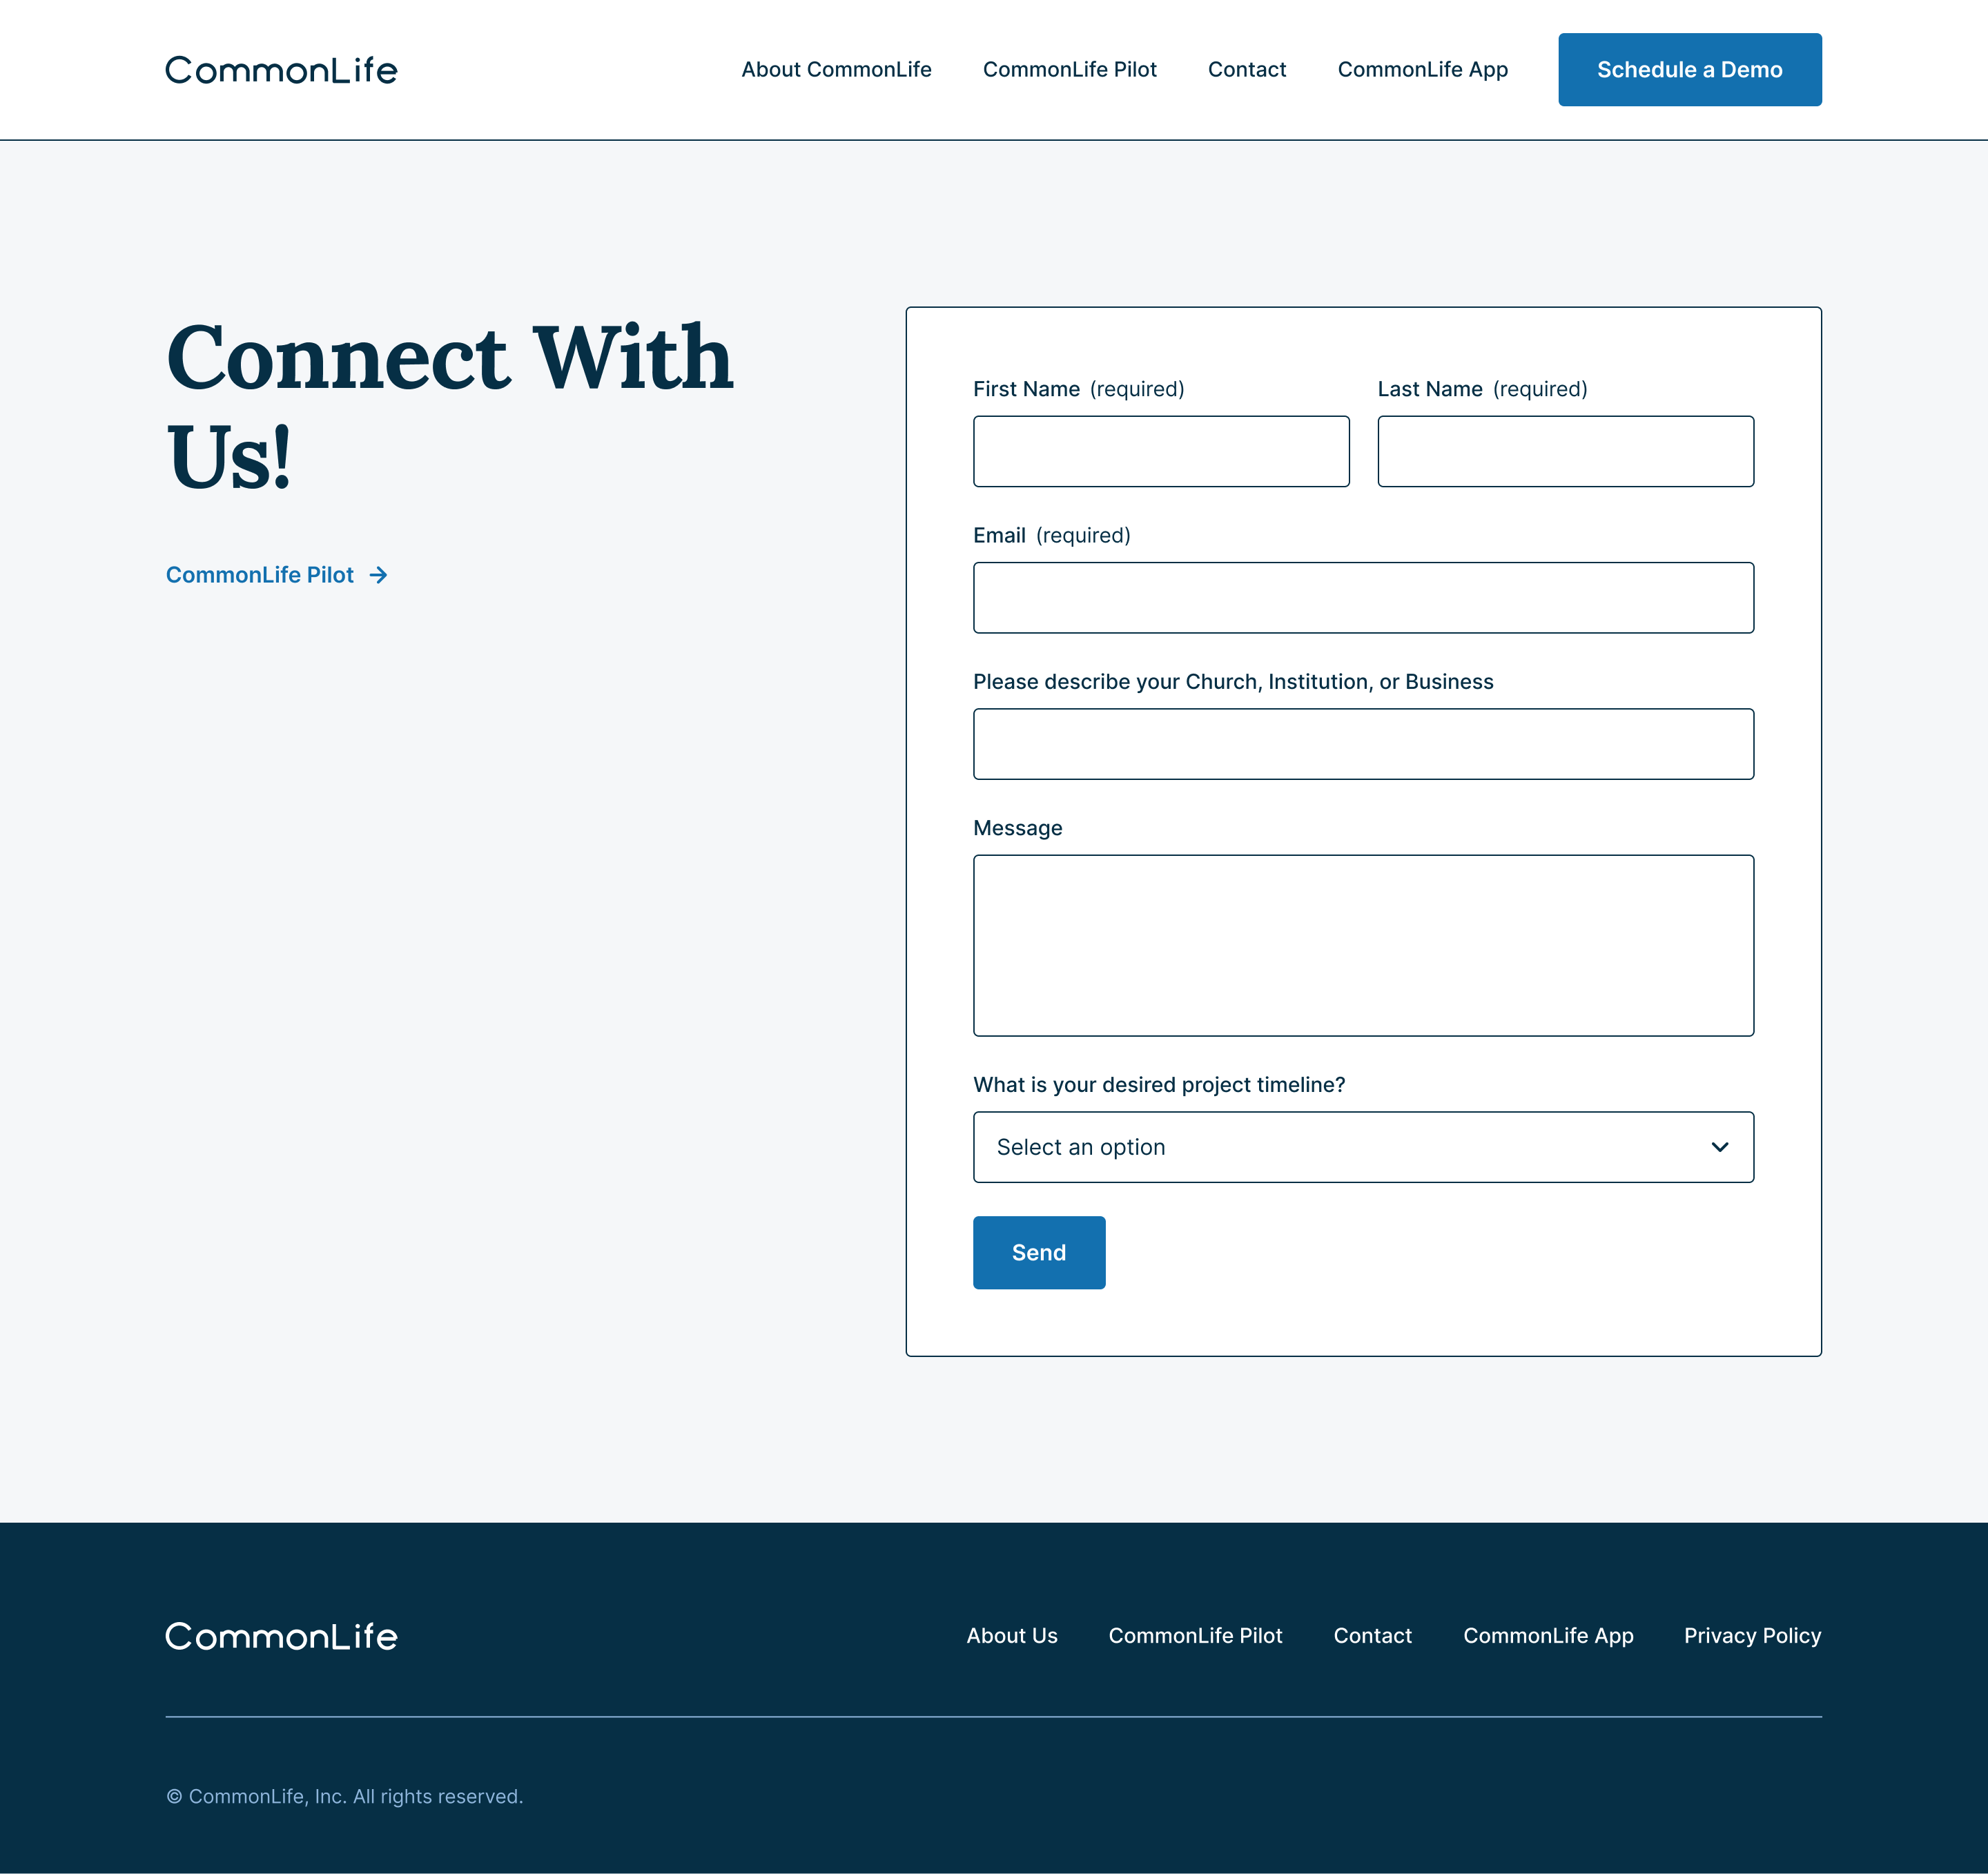 CommonLife
About CommonLife
CommonLife Pilot
Contact
CommonLife App
Schedule a Demo
Connect With
Us!
CommonLife Pilot
First Name (required)
Last Name (required)
Email (required)
Please describe your Church, Institution, or Business
Message
What is your desired project timeline?
Select an option
Send
CommonLife
About Us
CommonLife Pilot
Contact
CommonLife App
Privacy Policy
© CommonLife, Inc. All rights reserved.